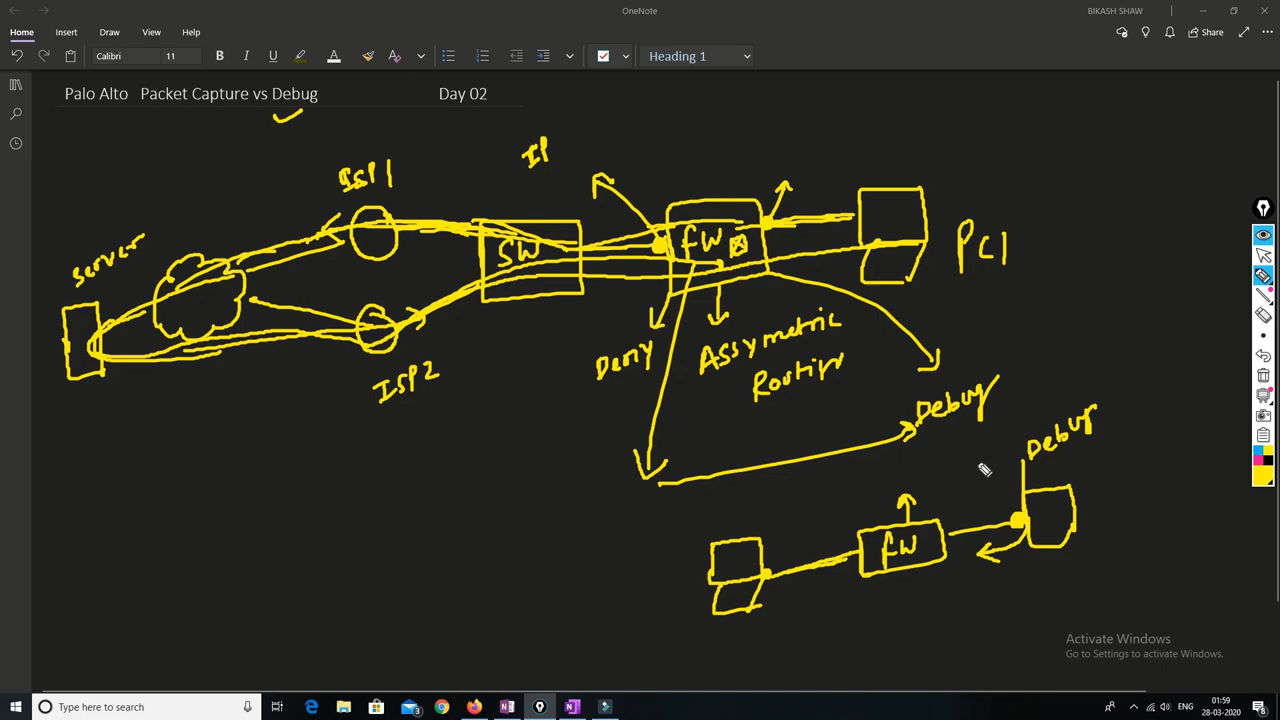 OneNote
BIKASH SHAW
Home Insert Draw View Help
Share
Calibri 11 B I U A Heading 1
Palo Alto Packet Capture vs Debug Day 02
IP
ISP1
server
SW
FW
PC1
Deny
Assymetric
Routing
ISP2
Debug
Debug
FW
Activate Windows
Go to Settings to activate Windows.
Type here to search
ENG
01:59
28-03-2020